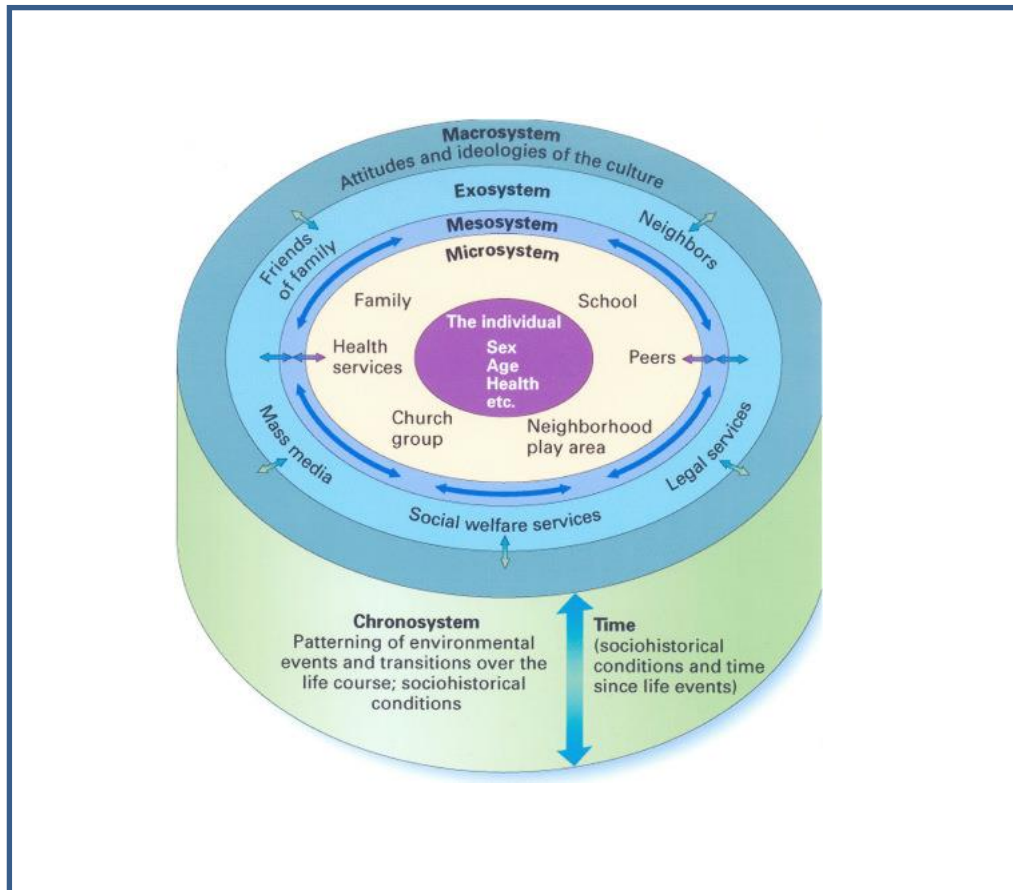 Macrosystem
Attitudes and ideologies of the culture
Exosystem
Mesosystem
Microsystem
Friends
of family
Neighbors
Family
School
The individual
Sex
Age
Health
etc.
Health
services
Peers
Church
group
Neighborhood
play area
Mass media
Legal services
Social welfare services
Chronosystem
Patterning of environmental
events and transitions over the
life course; sociohistorical
conditions
Time
(sociohistorical
conditions and time
since life events)